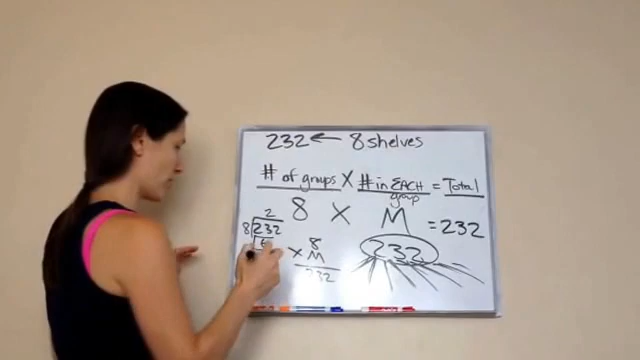 232 ← 8 shelves
# of groups X # in EACH group = Total
8 X M = 232
2
8 232
232
8
X M
232